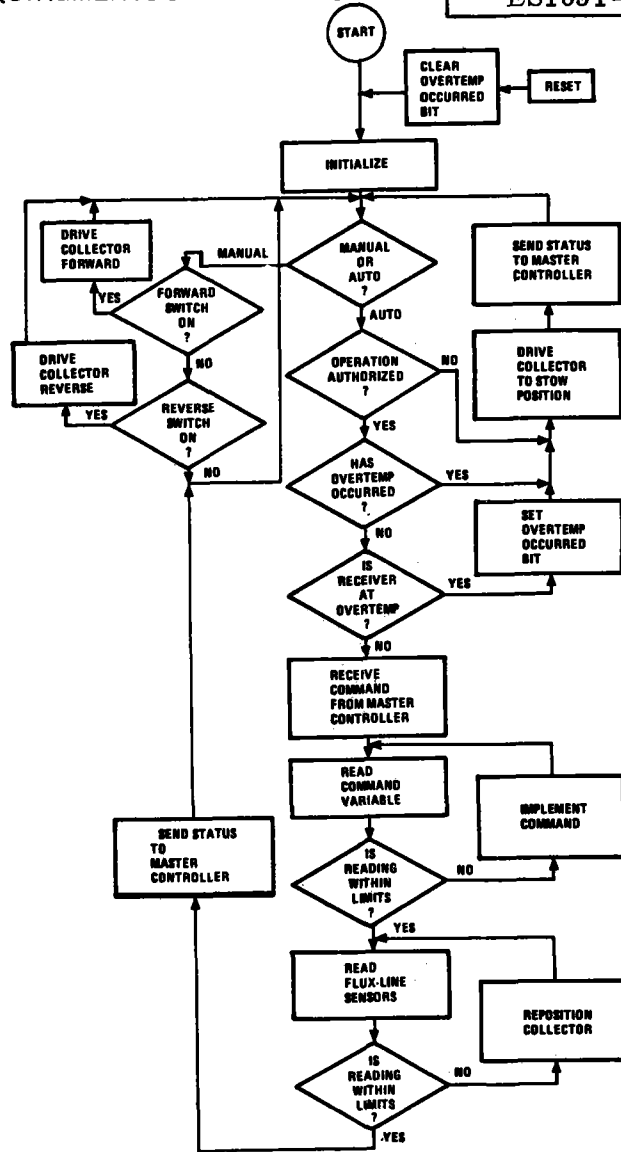 START
CLEAR
OVERTEMP
OCCURRED
BIT
RESET
INITIALIZE
DRIVE
COLLECTOR
FORWARD
MANUAL
MANUAL
OR
AUTO
?
SEND STATUS
TO MASTER
CONTROLLER
YES
FORWARD
SWITCH
ON
?
AUTO
NO
DRIVE
COLLECTOR
REVERSE
OPERATION
AUTHORIZED
?
NO
DRIVE
COLLECTOR
TO STOW
POSITION
YES
REVERSE
SWITCH
ON
?
NO
YES
HAS
OVERTEMP
OCCURRED
?
YES
NO
SET
OVERTEMP
OCCURRED
BIT
IS
RECEIVER
AT
OVERTEMP
?
YES
NO
RECEIVE
COMMAND
FROM MASTER
CONTROLLER
READ
COMMAND
VARIABLE
IMPLEMENT
COMMAND
SEND STATUS
TO
MASTER
CONTROLLER
IS
READING
WITHIN
LIMITS
?
NO
YES
READ
FLUX-LINE
SENSORS
REPOSITION
COLLECTOR
IS
READING
WITHIN
LIMITS
?
NO
YES